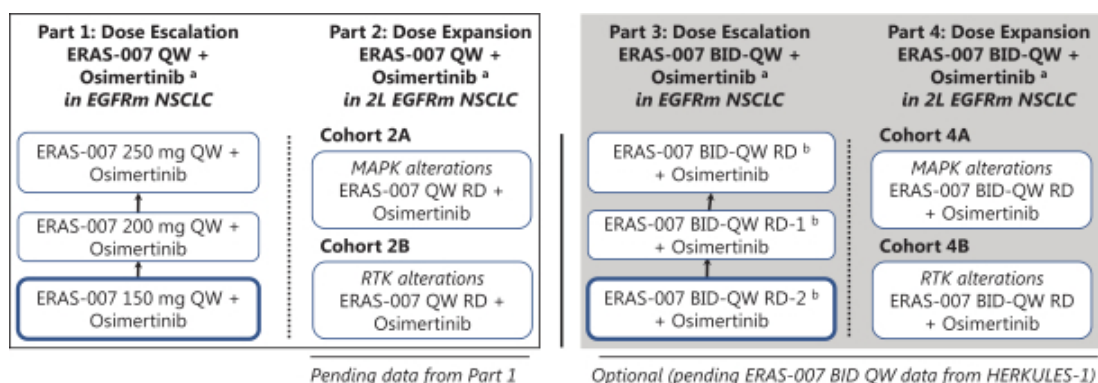 Part 1: Dose Escalation
ERAS-007 QW +
Osimertinib ᵃ
in EGFRm NSCLC
ERAS-007 250 mg QW +
Osimertinib
ERAS-007 200 mg QW +
Osimertinib
ERAS-007 150 mg QW +
Osimertinib
Part 2: Dose Expansion
ERAS-007 QW +
Osimertinib ᵃ
in 2L EGFRm NSCLC
Cohort 2A
MAPK alterations
ERAS-007 QW RD +
Osimertinib
Cohort 2B
RTK alterations
ERAS-007 QW RD +
Osimertinib
Pending data from Part 1
Part 3: Dose Escalation
ERAS-007 BID-QW +
Osimertinib ᵃ
in EGFRm NSCLC
ERAS-007 BID-QW RD ᵇ
+ Osimertinib
ERAS-007 BID-QW RD-1 ᵇ
+ Osimertinib
ERAS-007 BID-QW RD-2 ᵇ
+ Osimertinib
Part 4: Dose Expansion
ERAS-007 BID-QW +
Osimertinib ᵃ
in 2L EGFRm NSCLC
Cohort 4A
MAPK alterations
ERAS-007 BID-QW RD
+ Osimertinib
Cohort 4B
RTK alterations
ERAS-007 BID-QW RD
+ Osimertinib
Optional (pending ERAS-007 BID QW data from HERKULES-1)